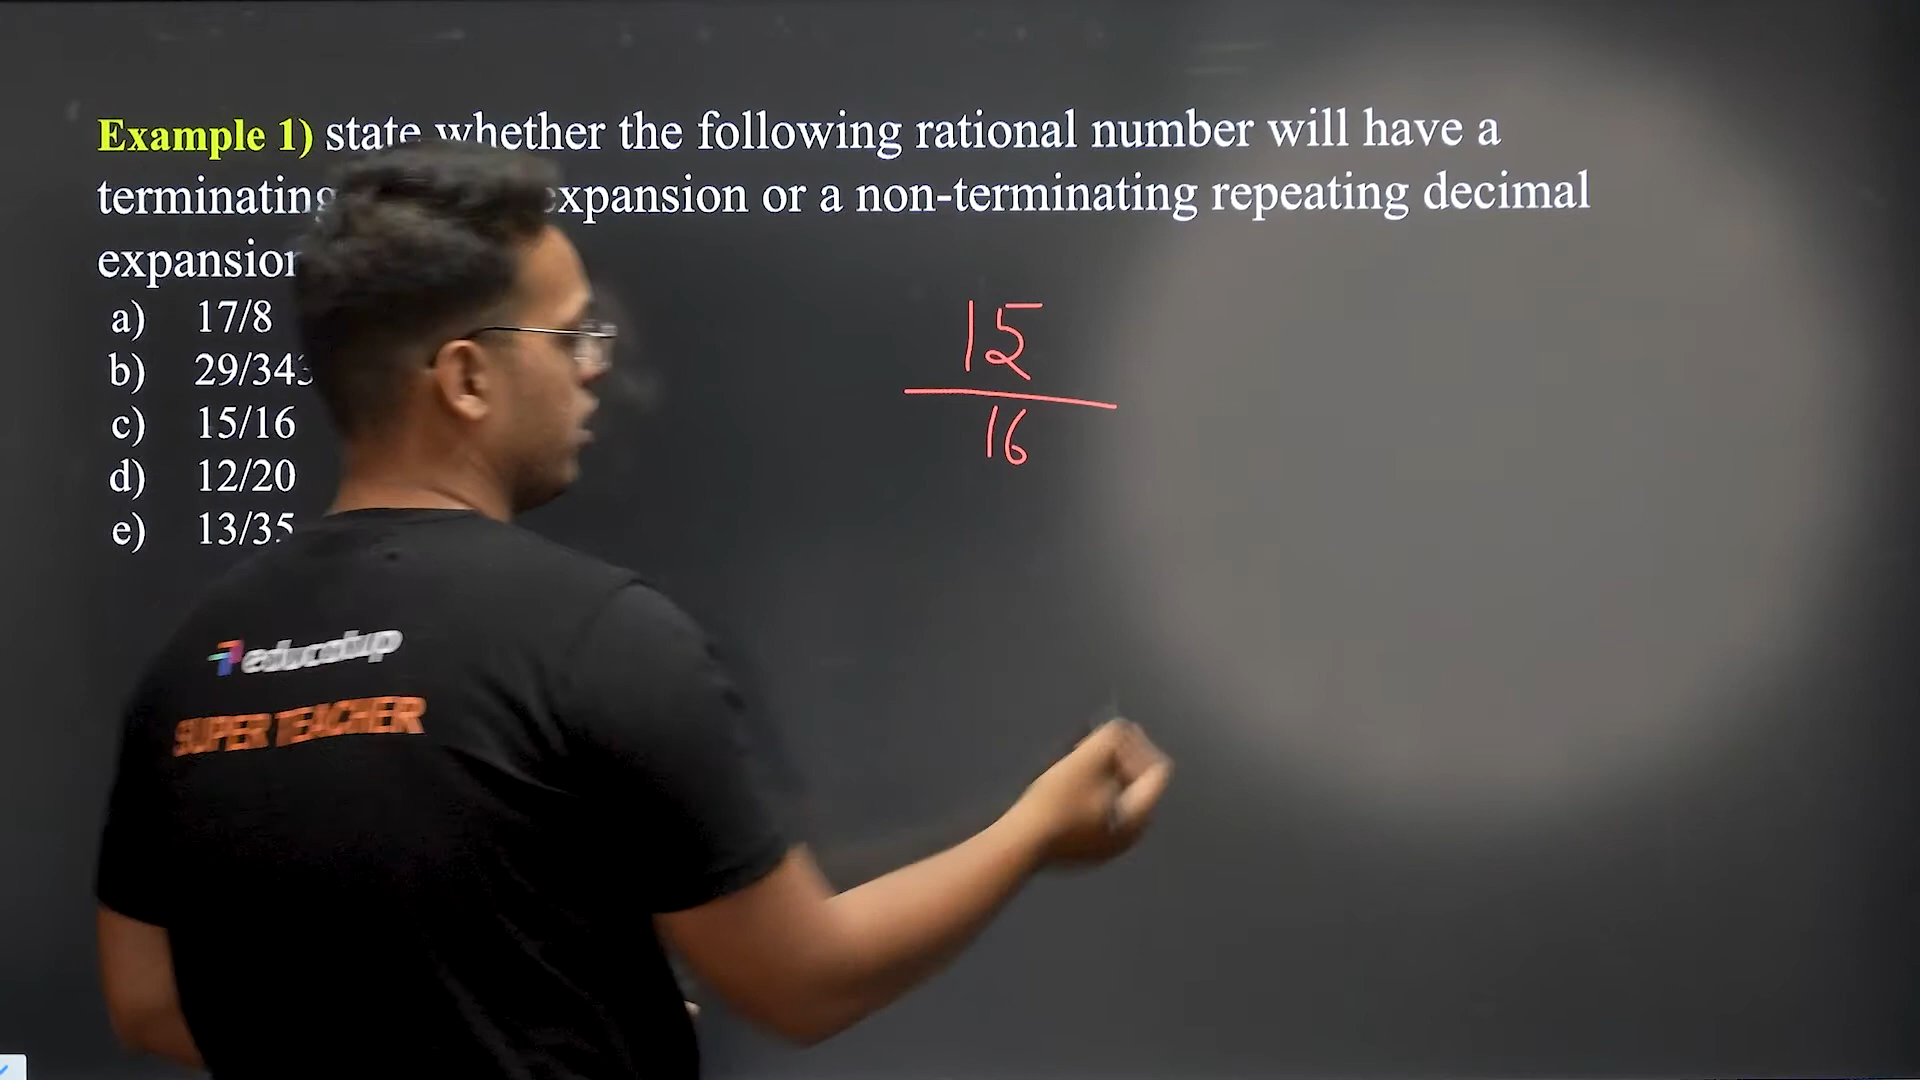 Example 1) state whether the following rational number will have a
terminating expansion or a non-terminating repeating decimal
expansion
a) 17/8
b) 29/343
c) 15/16
d) 12/20
e) 13/35
15
16
educatup
SUPER TEACHER